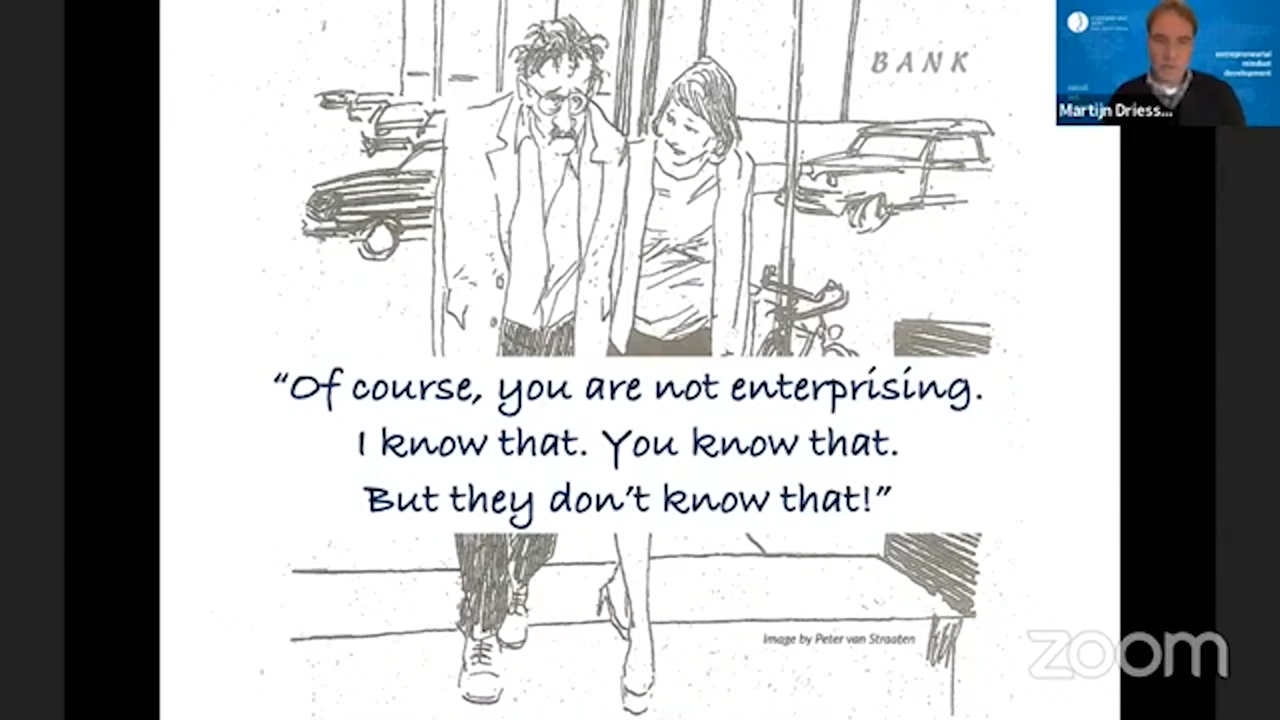 BANK
entrepreneurial
mindset
development
Martijn Driess...
“Of course, you are not enterprising.
I know that. You know that.
But they don’t know that!”
Image by Peter van Straaten
zoom